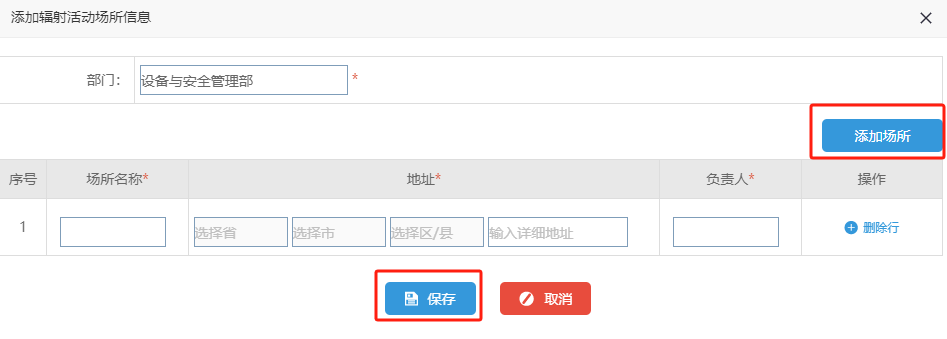 添加辐射活动场所信息
部门： 设备与安全管理部 *
添加场所
序号 场所名称* 地址* 负责人* 操作
1 选择省 选择市 选择区/县 输入详细地址 删除行
保存 取消